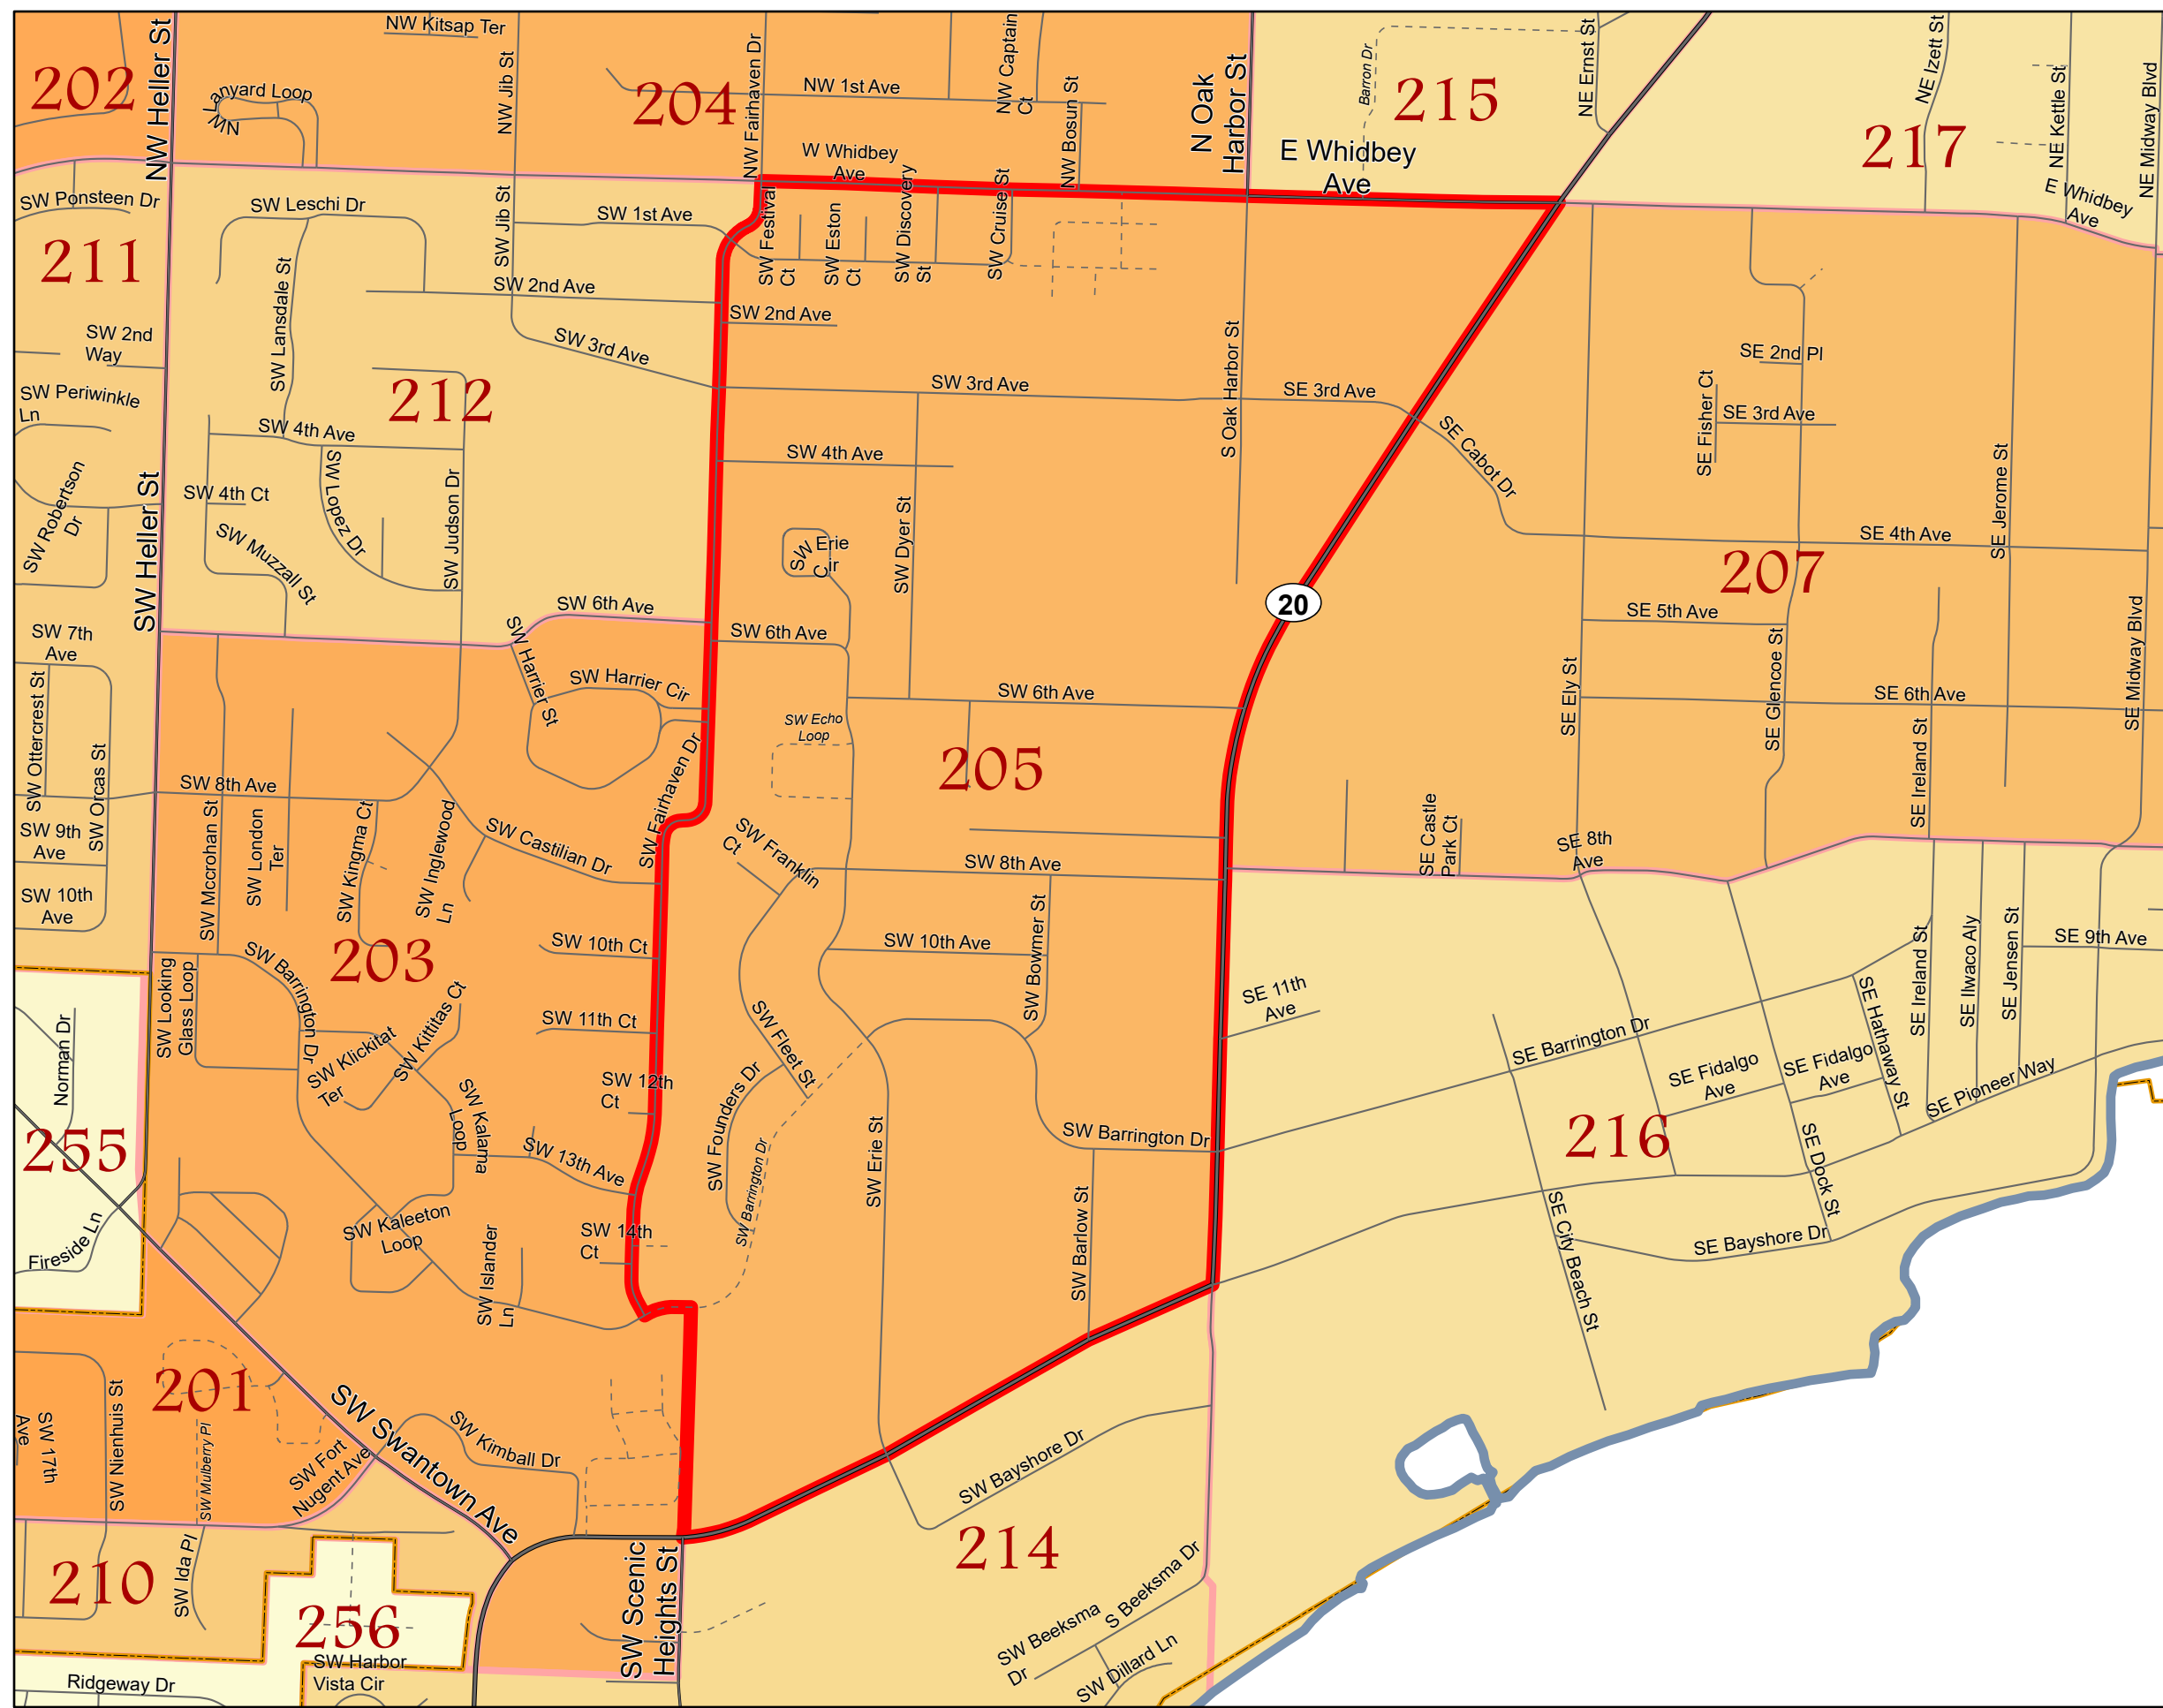 NW Kitsap Ter
202
NW Heller St
NW Lanyard Loop
NW Jib St
204
NW Fairhaven Dr
NW 1st Ave
NW Captain
Ct
NW Bosun St
N Oak
Harbor St
Barron Dr
215
NE Ernst St
NE Izett St
217
NE Kettle St
NE Midway Blvd
W Whidbey
Ave
E Whidbey
Ave
E Whidbey
Ave
SW Ponsteen Dr
SW Leschi Dr
SW Jib St
SW 1st Ave
SW Festival
Ct
SW Eston
Ct
SW Discovery
St
SW Cruise St
211
SW Lansdale St
SW 2nd Ave
SW 2nd Ave
SW 2nd
Way
SW 3rd Ave
SW 3rd Ave
S Oak Harbor St
SE 3rd Ave
SE 2nd Pl
SE Fisher Ct
SE 3rd Ave
SW Periwinkle
Ln
212
SW 4th Ave
SW 4th Ave
SE Cabot Dr
SE Jerome St
SW Robertson
Dr
SW Heller St
SW 4th Ct
SW Lopez Dr
SW Judson Dr
SW Muzzall St
SW Erie
Cir
SW Dyer St
SE 4th Ave
207
20
SW 6th Ave
SW 6th Ave
SE 5th Ave
SW 7th
Ave
SW Harrier St
SW Harrier Cir
SW 6th Ave
SE Ely St
SE Glencoe St
SE 6th Ave
SE Midway Blvd
SW Ottercrest St
SW Orcas St
SW Echo
Loop
205
SE Ireland St
SW 8th Ave
SW Fairhaven Dr
SW 9th
Ave
SW Mccrohan St
SW London
Ter
SW Kingma Ct
SW Inglewood
Ln
SW Castilian Dr
SW Franklin
Ct
SW 8th Ave
SE Castle
Park Ct
SE 8th
Ave
SW 10th
Ave
203
SW 10th Ct
SW 10th Ave
SW Bowmer St
SE Ireland St
SE Ilwaco Aly
SE Jensen St
SE 9th Ave
SW Looking
Glass Loop
SW Barrington Dr
SW Kittitas Ct
SW Klickitat
Ter
SW 11th Ct
SW Fleet St
SE 11th
Ave
SE Barrington Dr
SE Hathaway St
Norman Dr
SW 12th
Ct
SW Founders Dr
SE Fidalgo
Ave
SE Fidalgo
Ave
SE Pioneer Way
255
SW Kalama
Loop
SW 13th Ave
SW Barrington Dr
SW Erie St
SW Barrington Dr
216
SE Dock St
Fireside Ln
SW Kaleeton
Loop
SW Islander
Ln
SW 14th
Ct
SW Barlow St
SE City Beach St
SE Bayshore Dr
201
SW 17th
Ave
SW Nienhuis St
SW Mulberry Pl
SW Fort
Nugent Ave
SW Swantown Ave
SW Kimball Dr
SW Bayshore Dr
214
210
SW Ida Pl
256
SW Harbor
Vista Cir
SW Scenic
Heights St
SW Beeksma
Dr
S Beeksma Dr
SW Dillard Ln
Ridgeway Dr